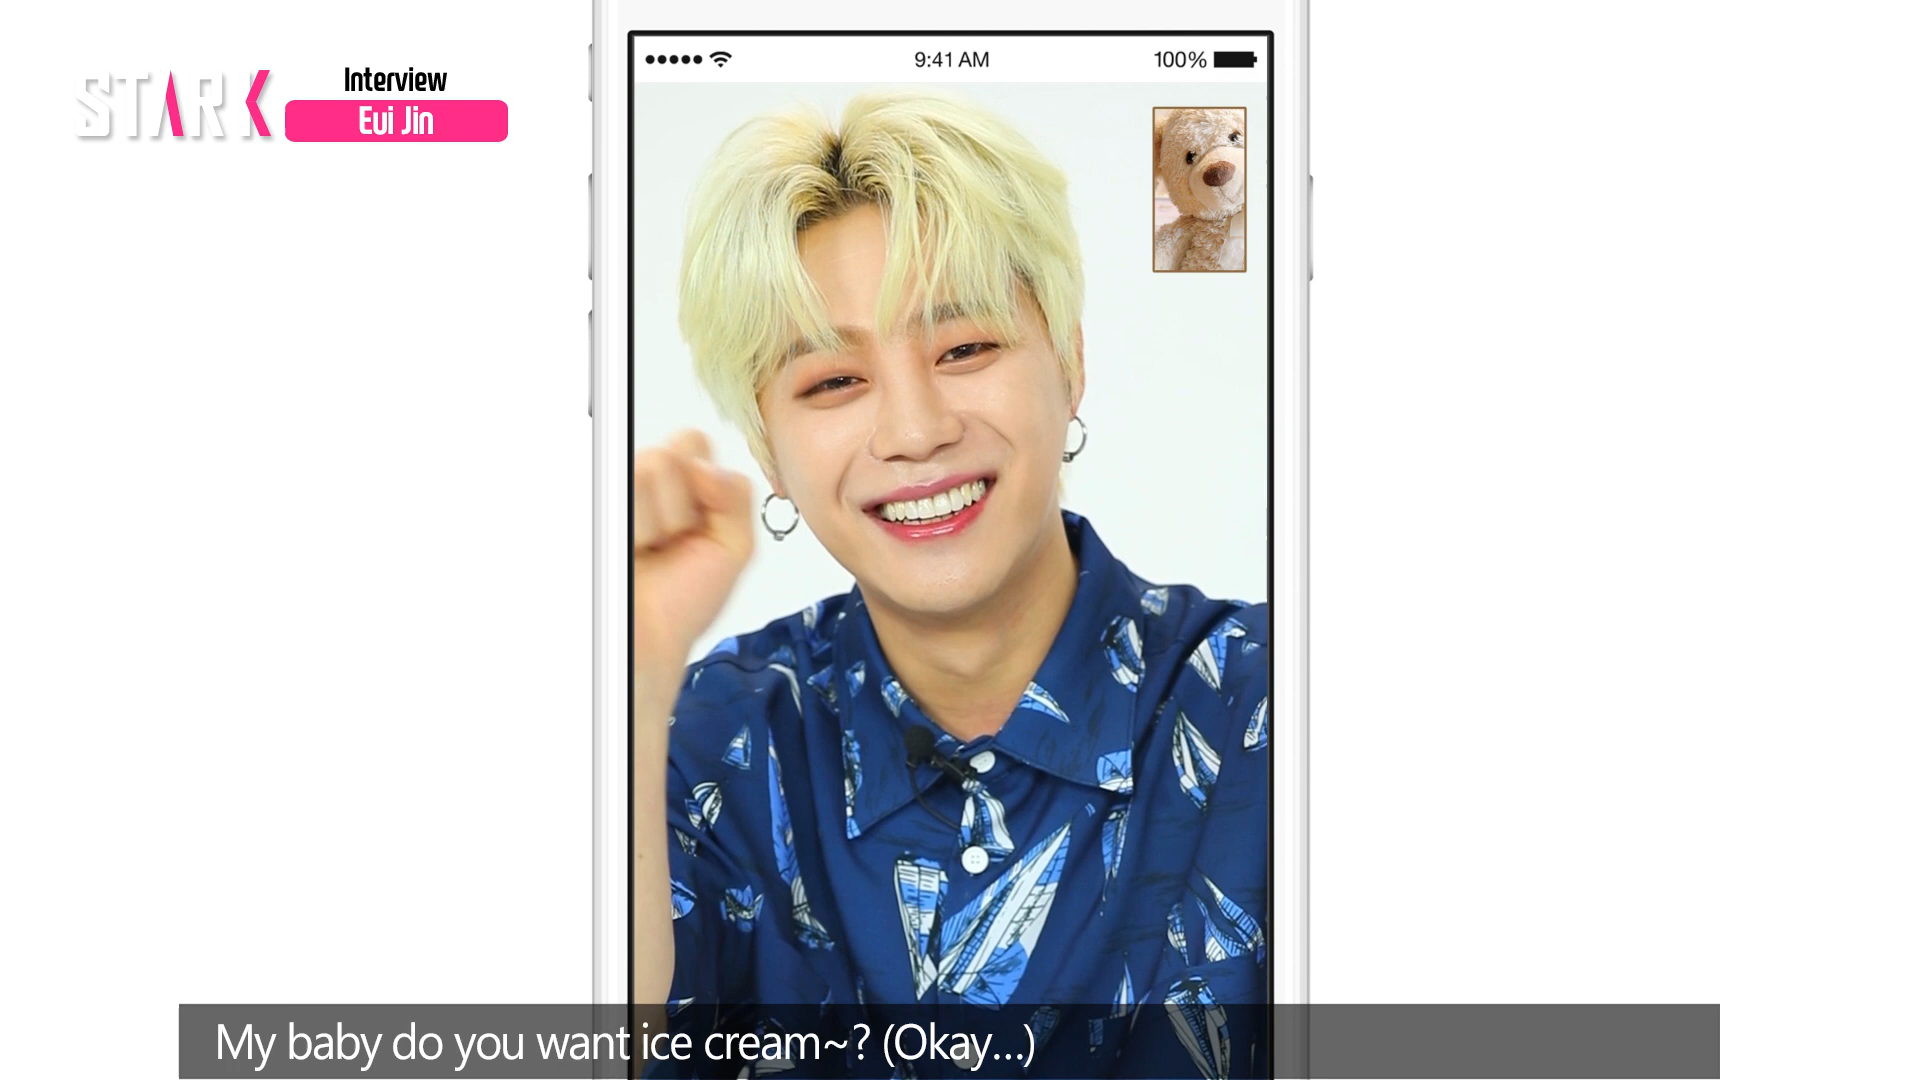 STAR K
Interview
Eui Jin
9:41 AM
100%
My baby do you want ice cream~? (Okay...)